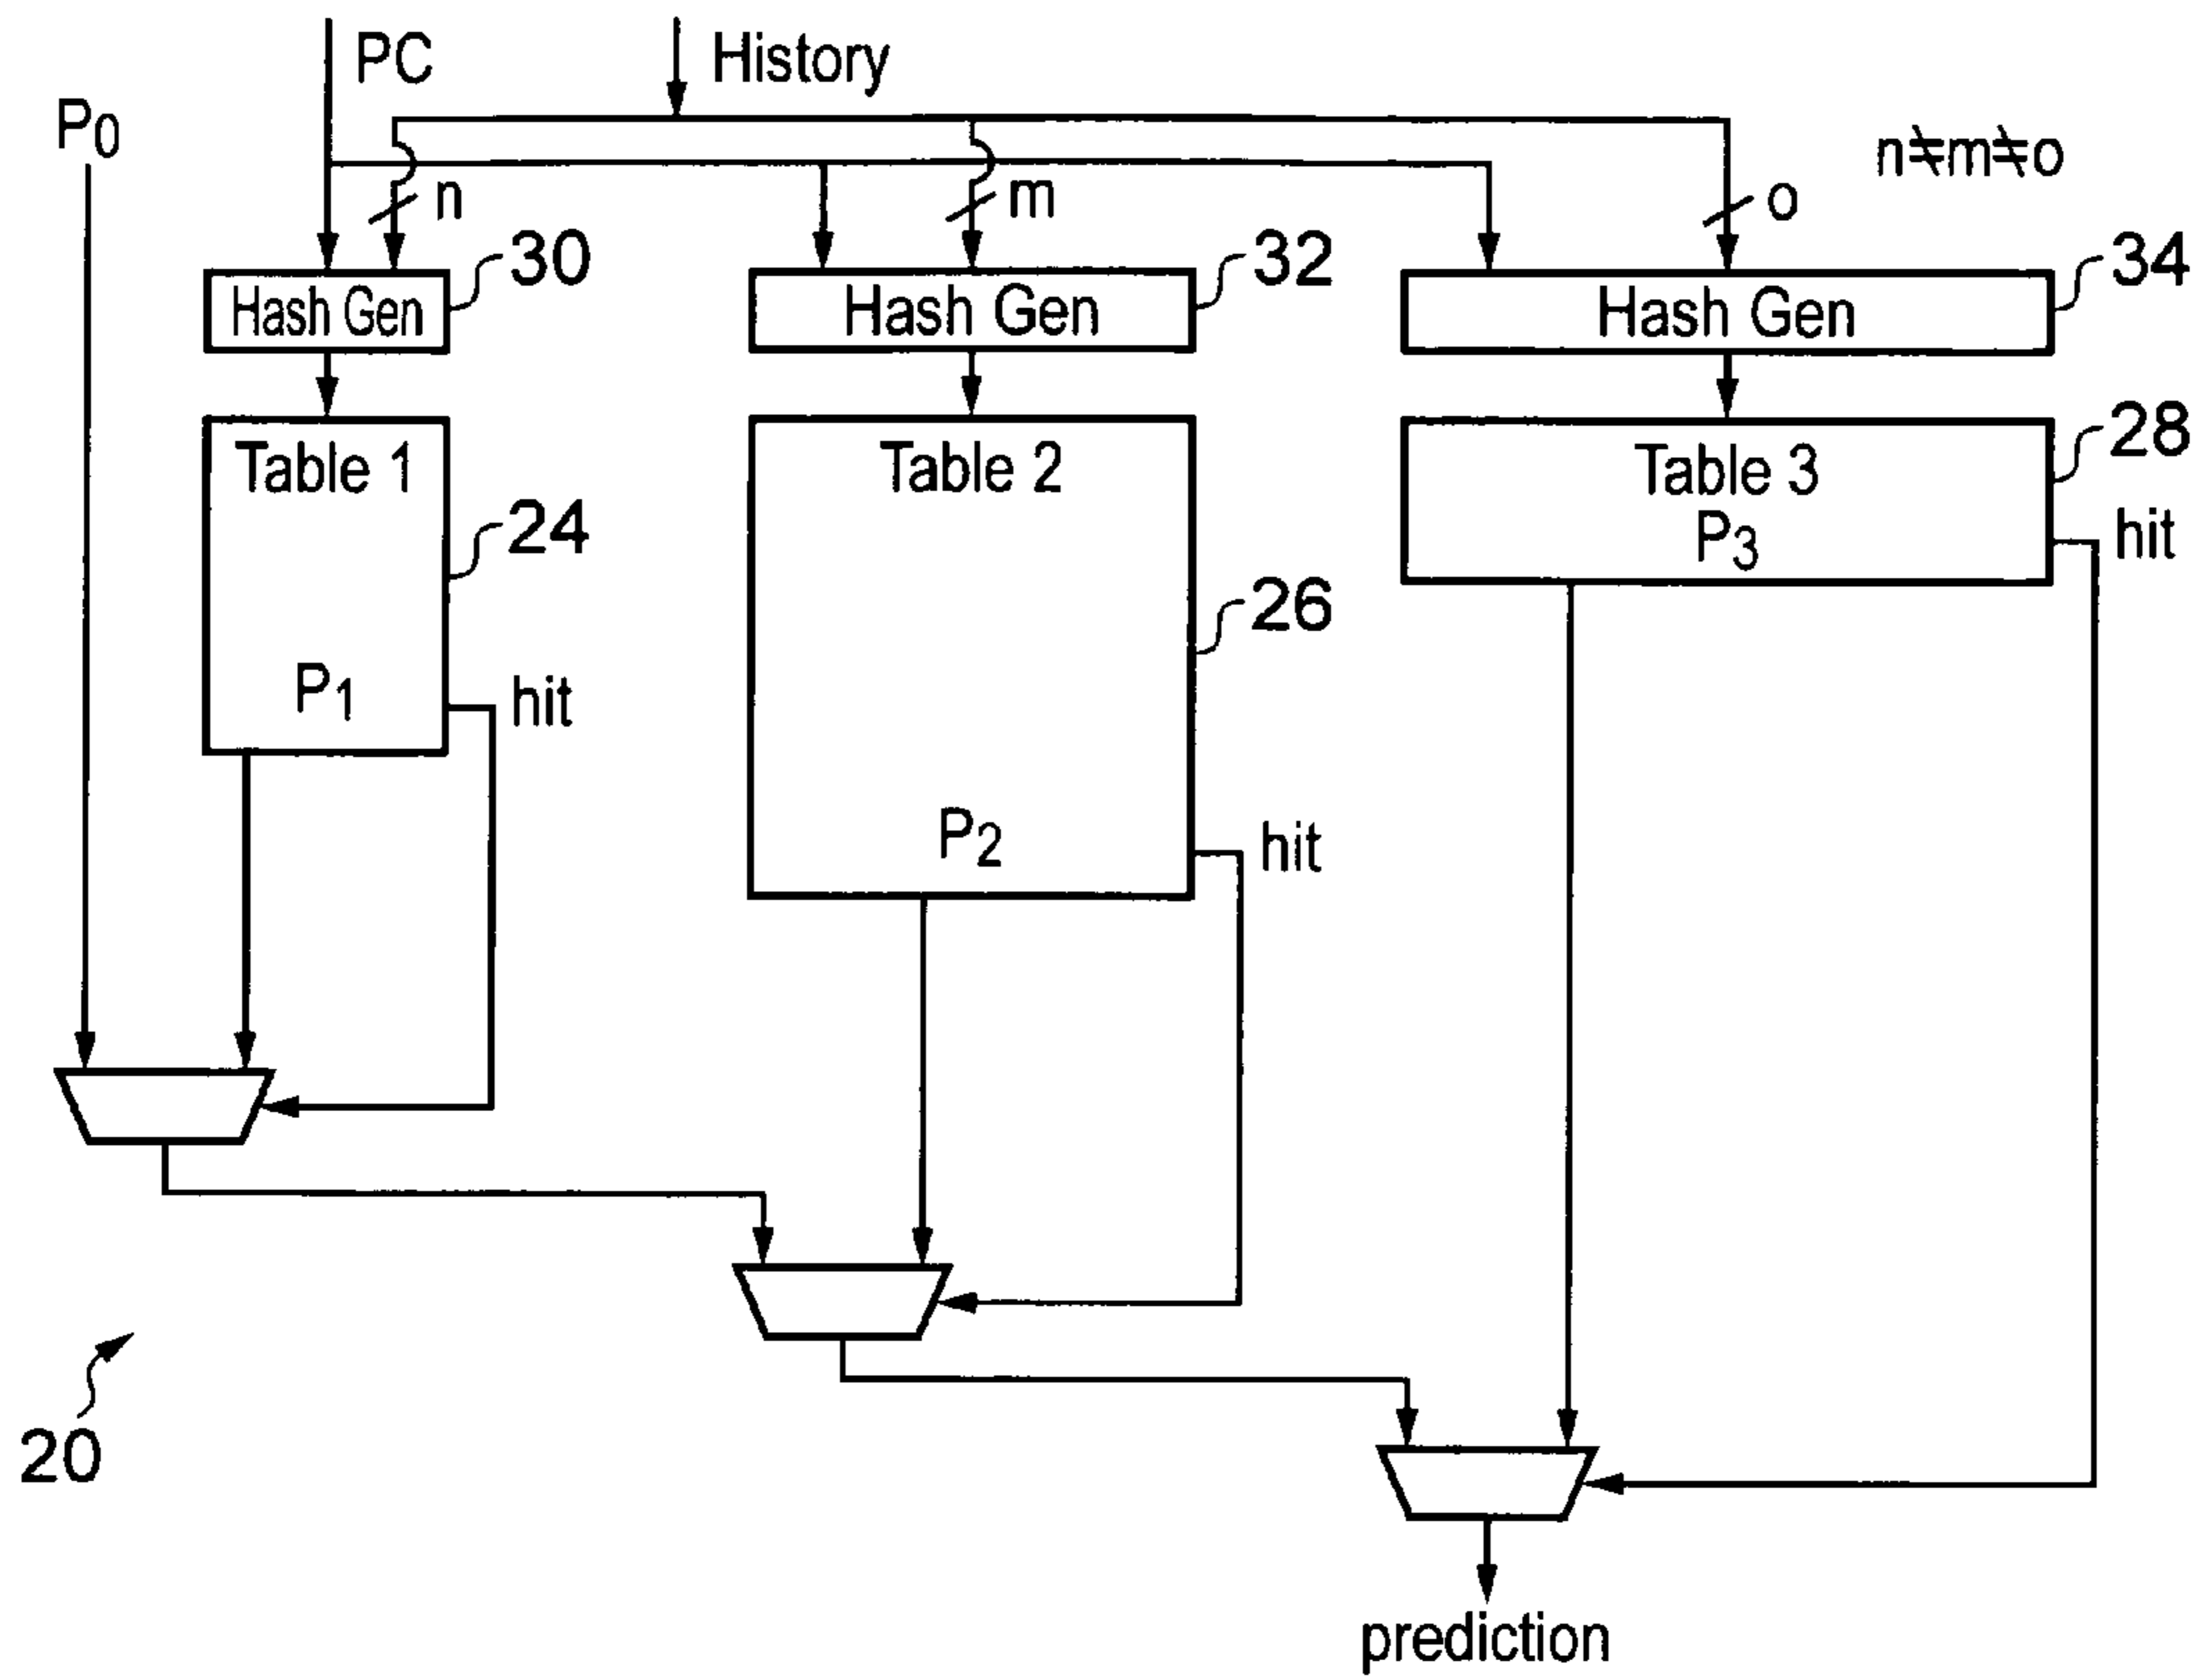 PC
History
P0
n≠m≠o
n
m
o
30
32
34
Hash Gen
Hash Gen
Hash Gen
Table 1
Table 2
Table 3
28
P3
hit
24
26
P1
hit
P2
hit
20
prediction